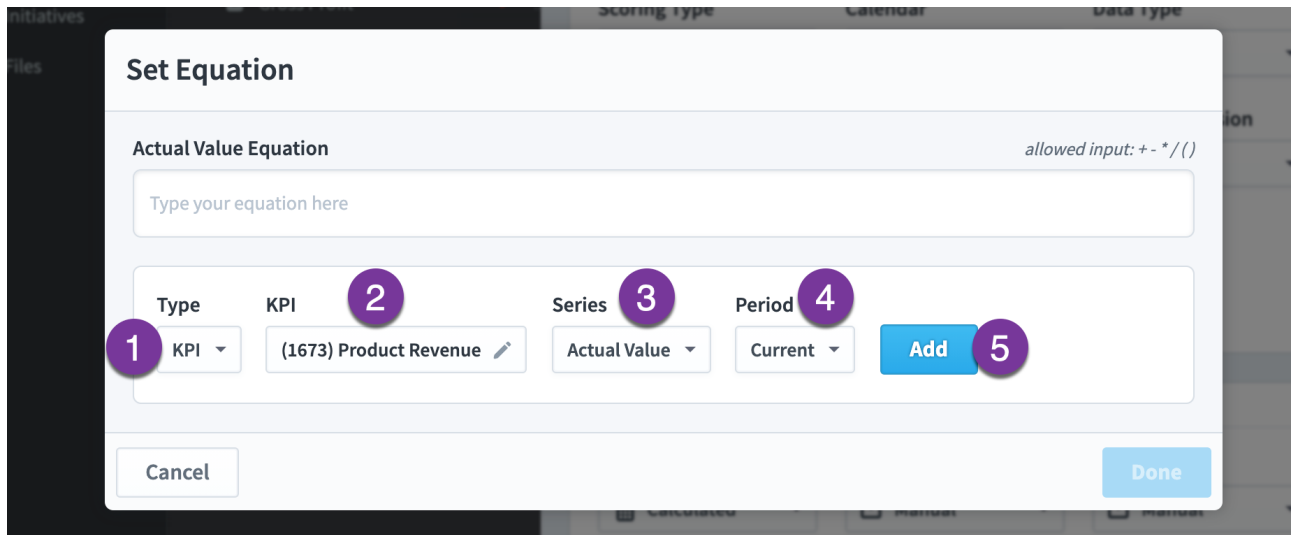 Initiatives
Gross Profit
Scoring Type Calendar Data Type
Files
Set Equation
Actual Value Equation allowed input: + - * / ( )
Type your equation here
Type KPI 2 Series 3 Period 4
1 KPI (1673) Product Revenue Actual Value Current Add 5
Cancel Done
Calculated Manual Manual